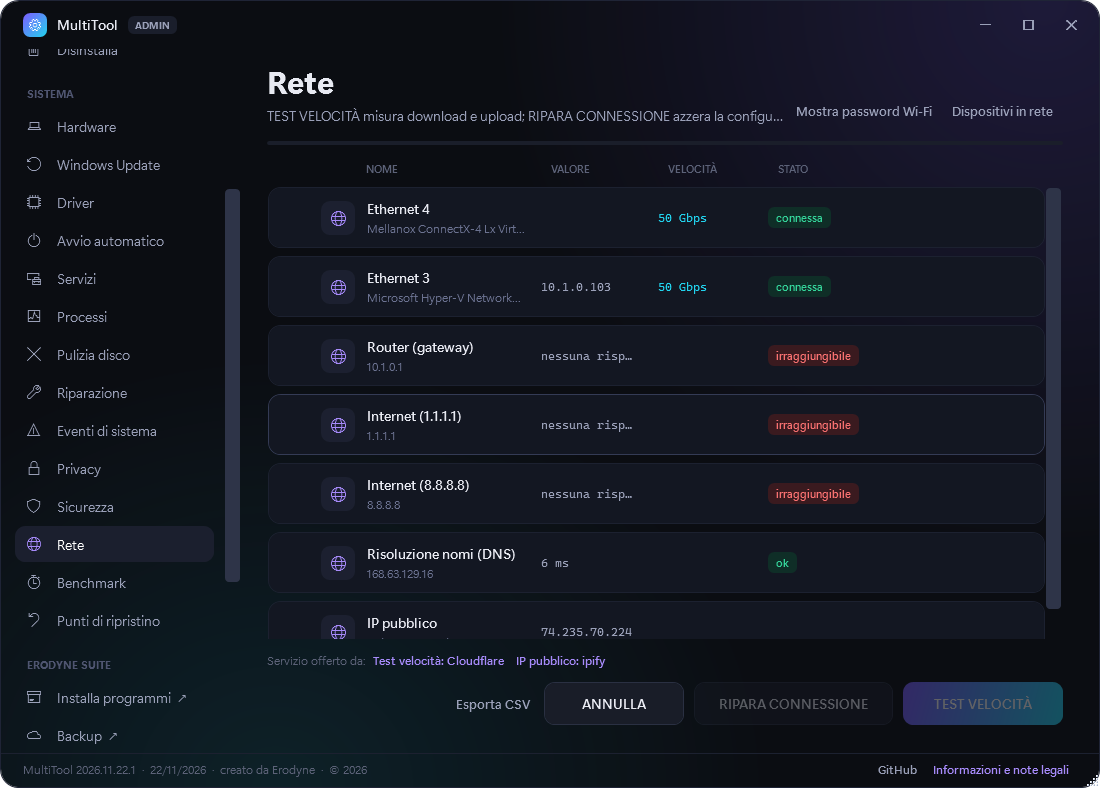 MultiTool ADMIN
Disinstalla
SISTEMA
Hardware
Windows Update
Driver
Avvio automatico
Servizi
Processi
Pulizia disco
Riparazione
Eventi di sistema
Privacy
Sicurezza
Rete
Benchmark
Punti di ripristino
ERODYNE SUITE
Installa programmi ↗
Backup ↗
Rete
TEST VELOCITÀ misura download e upload; RIPARA CONNESSIONE azzera la configu...
Mostra password Wi-Fi Dispositivi in rete
NOME VALORE VELOCITÀ STATO
Ethernet 4
Mellanox ConnectX-4 Lx Virt...
50 Gbps connessa
Ethernet 3
Microsoft Hyper-V Network...
10.1.0.103 50 Gbps connessa
Router (gateway)
10.1.0.1
nessuna risp… irraggiungibile
Internet (1.1.1.1)
1.1.1.1
nessuna risp… irraggiungibile
Internet (8.8.8.8)
8.8.8.8
nessuna risp… irraggiungibile
Risoluzione nomi (DNS)
168.63.129.16
6 ms ok
IP pubblico
74.235.70.224
Servizio offerto da: Test velocità: Cloudflare IP pubblico: ipify
Esporta CSV ANNULLA RIPARA CONNESSIONE TEST VELOCITÀ
MultiTool 2026.11.22.1 · 22/11/2026 · creato da Erodyne · © 2026
GitHub Informazioni e note legali